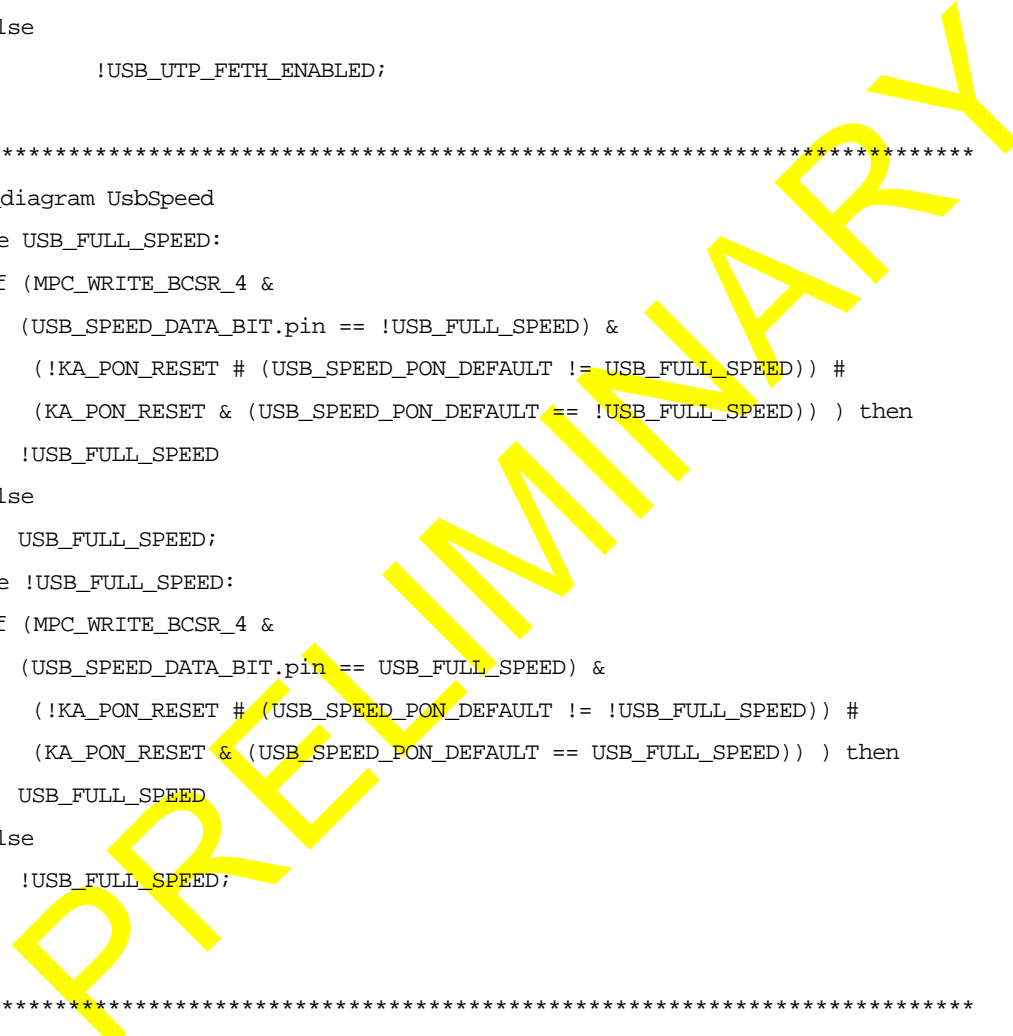 lse
!USB_UTP_FETH_ENABLED;
*************************************************************************
_diagram UsbSpeed
e USB_FULL_SPEED:
f (MPC_WRITE_BCSR_4 &
(USB_SPEED_DATA_BIT.pin == !USB_FULL_SPEED) &
(!KA_PON_RESET # (USB_SPEED_PON_DEFAULT != USB_FULL_SPEED)) #
(KA_PON_RESET & (USB_SPEED_PON_DEFAULT == !USB_FULL_SPEED)) ) then
!USB_FULL_SPEED
lse
USB_FULL_SPEED;
e !USB_FULL_SPEED:
f (MPC_WRITE_BCSR_4 &
(USB_SPEED_DATA_BIT.pin == USB_FULL_SPEED) &
(!KA_PON_RESET # (USB_SPEED_PON_DEFAULT != !USB_FULL_SPEED)) #
(KA_PON_RESET & (USB_SPEED_PON_DEFAULT == USB_FULL_SPEED)) ) then
USB_FULL_SPEED
lse
!USB_FULL_SPEED;
*************************************************************************
PRELIMINARY